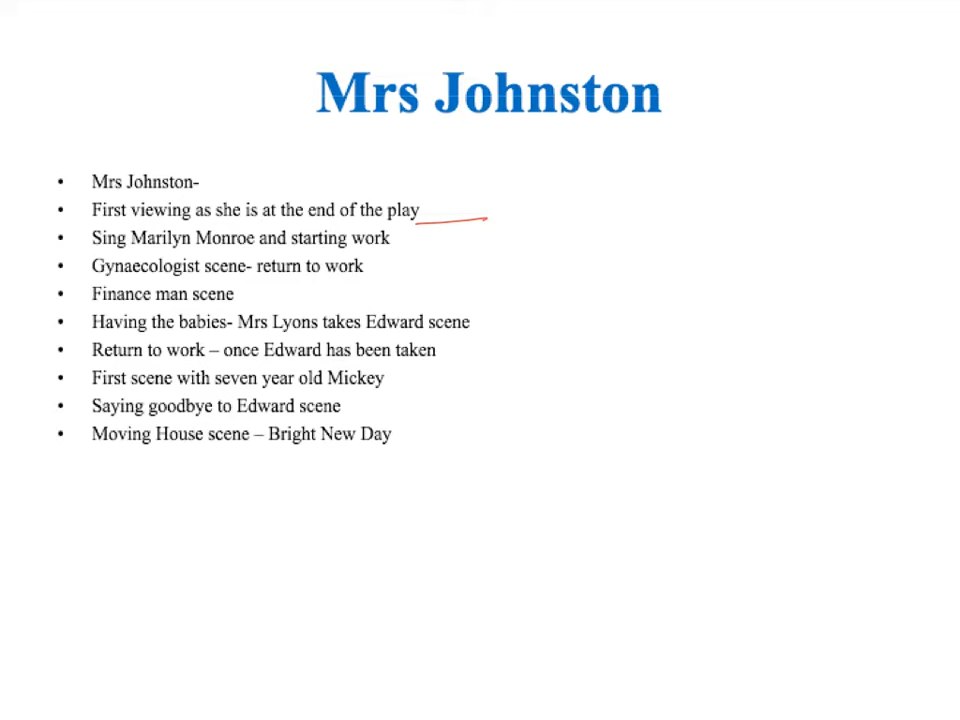 Mrs Johnston
• Mrs Johnston-
• First viewing as she is at the end of the play
• Sing Marilyn Monroe and starting work
• Gynaecologist scene- return to work
• Finance man scene
• Having the babies- Mrs Lyons takes Edward scene
• Return to work – once Edward has been taken
• First scene with seven year old Mickey
• Saying goodbye to Edward scene
• Moving House scene – Bright New Day